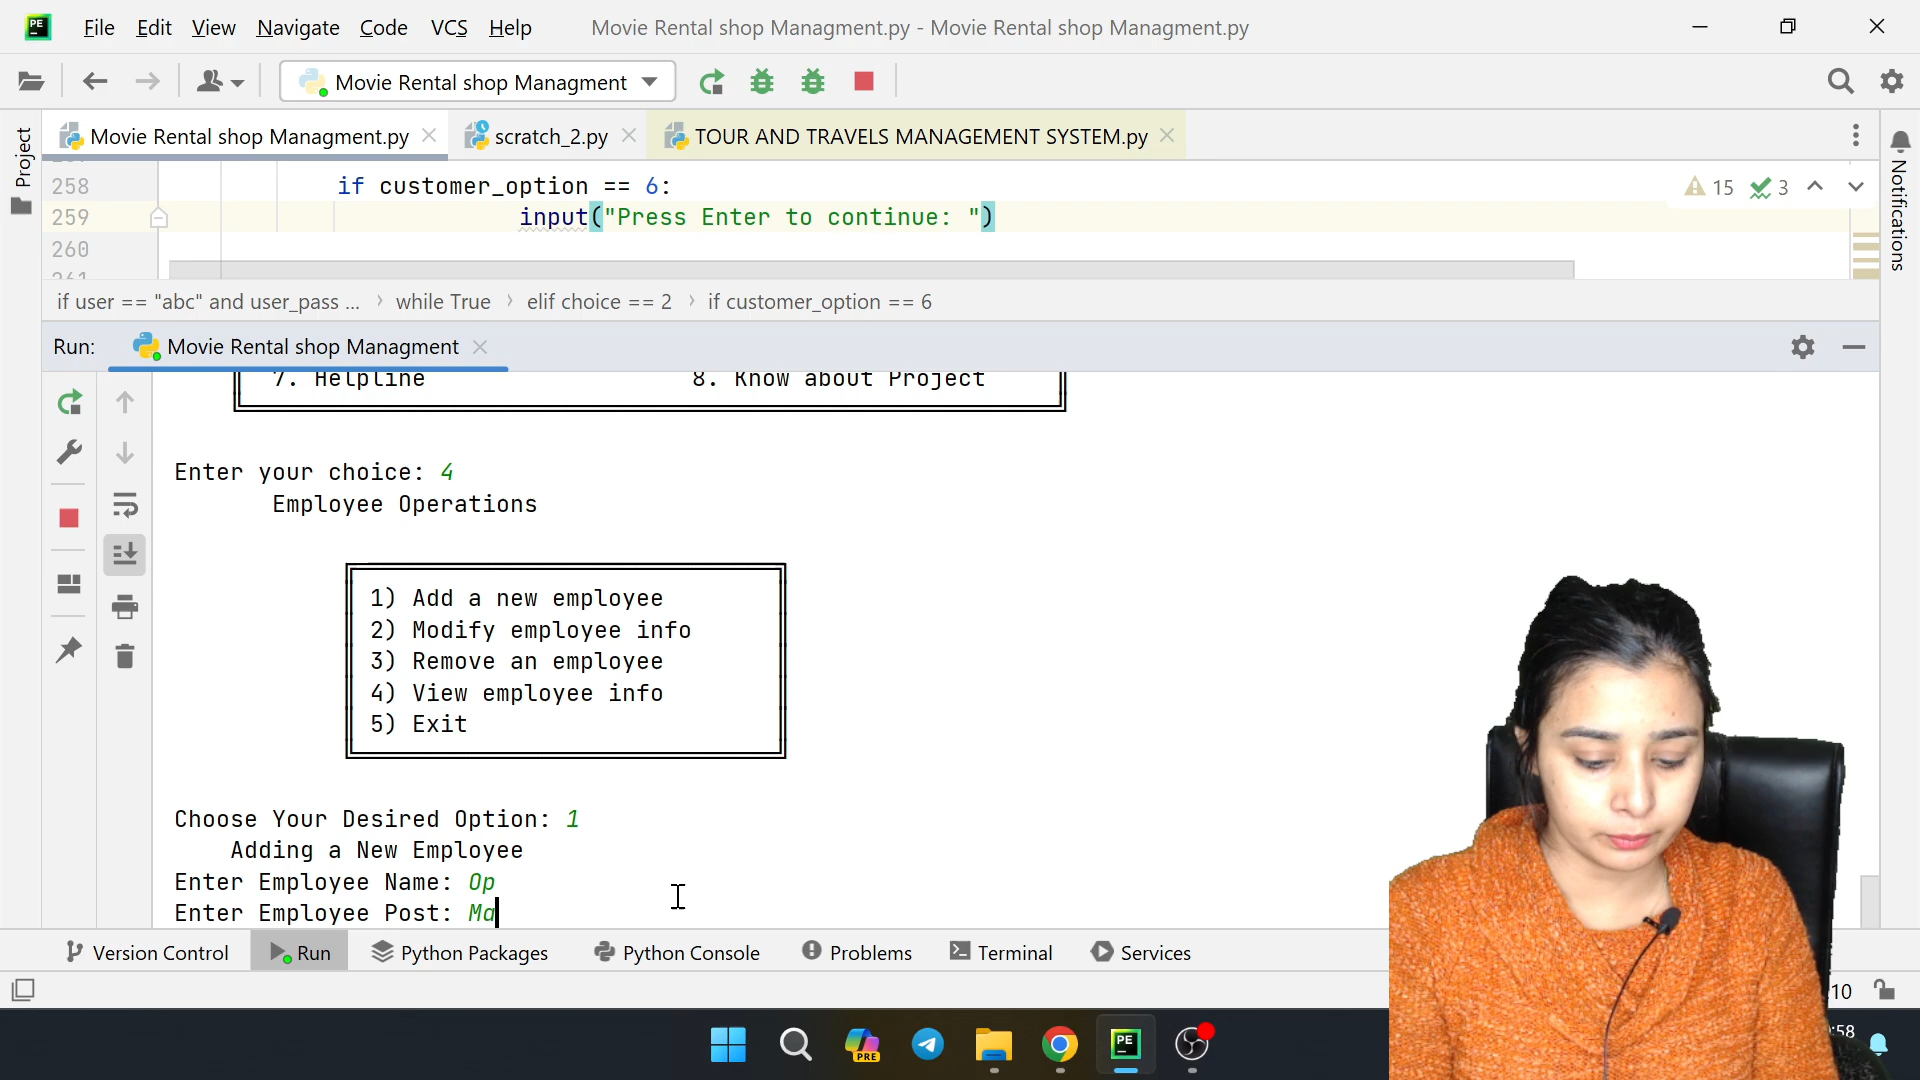 PE File Edit View Navigate Code VCS Help Movie Rental shop Managment.py - Movie Rental shop Managment.py
Movie Rental shop Managment
Movie Rental shop Managment.py scratch_2.py TOUR AND TRAVELS MANAGEMENT SYSTEM.py
Project
Notifications
258 if customer_option == 6: 15 3
259 input("Press Enter to continue: ")
260
261
if user == "abc" and user_pass ... › while True › elif choice == 2 › if customer_option == 6
Run: Movie Rental shop Managment
7. Helpline 8. Know about Project
Enter your choice: 4
Employee Operations
1) Add a new employee
2) Modify employee info
3) Remove an employee
4) View employee info
5) Exit
Choose Your Desired Option: 1
Adding a New Employee
Enter Employee Name: Op
Enter Employee Post: Ma
Version Control Run Python Packages Python Console Problems Terminal Services
:10
PRE PE :58